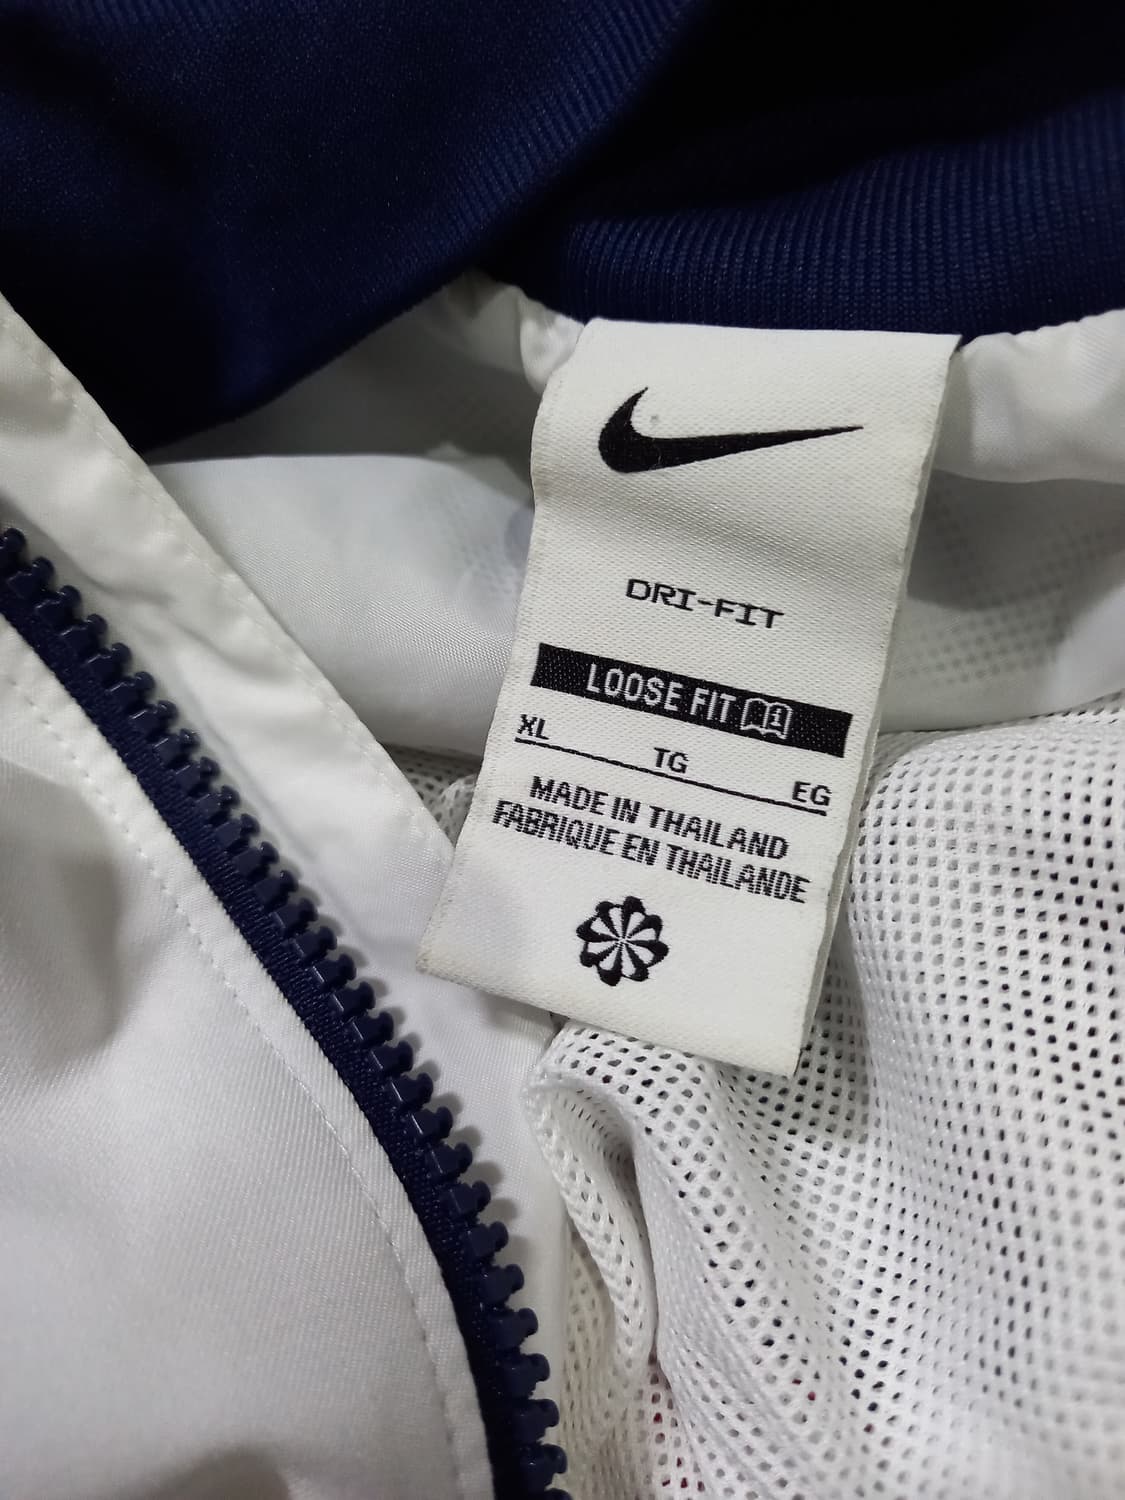 DRI-FIT
LOOSE FIT
XL TG EG
MADE IN THAILAND
FABRIQUE EN THAILANDE